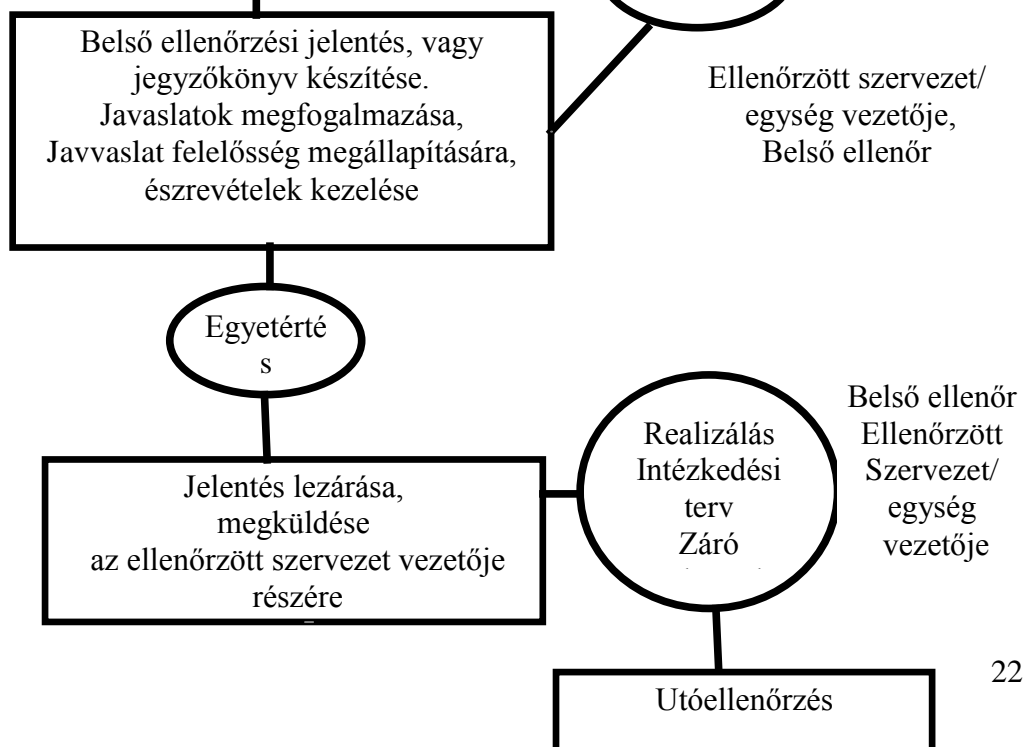 Belső ellenőrzési jelentés, vagy
jegyzőkönyv készítése.
Javaslatok megfogalmazása,
Javvaslat felelősség megállapítására,
észrevételek kezelése
Ellenőrzött szervezet/
egység vezetője,
Belső ellenőr
Egyetérté
s
Jelentés lezárása,
megküldése
az ellenőrzött szervezet vezetője
részére
Realizálás
Intézkedési
terv
Záró
Belső ellenőr
Ellenőrzött
Szervezet/
egység
vezetője
Utóellenőrzés
22